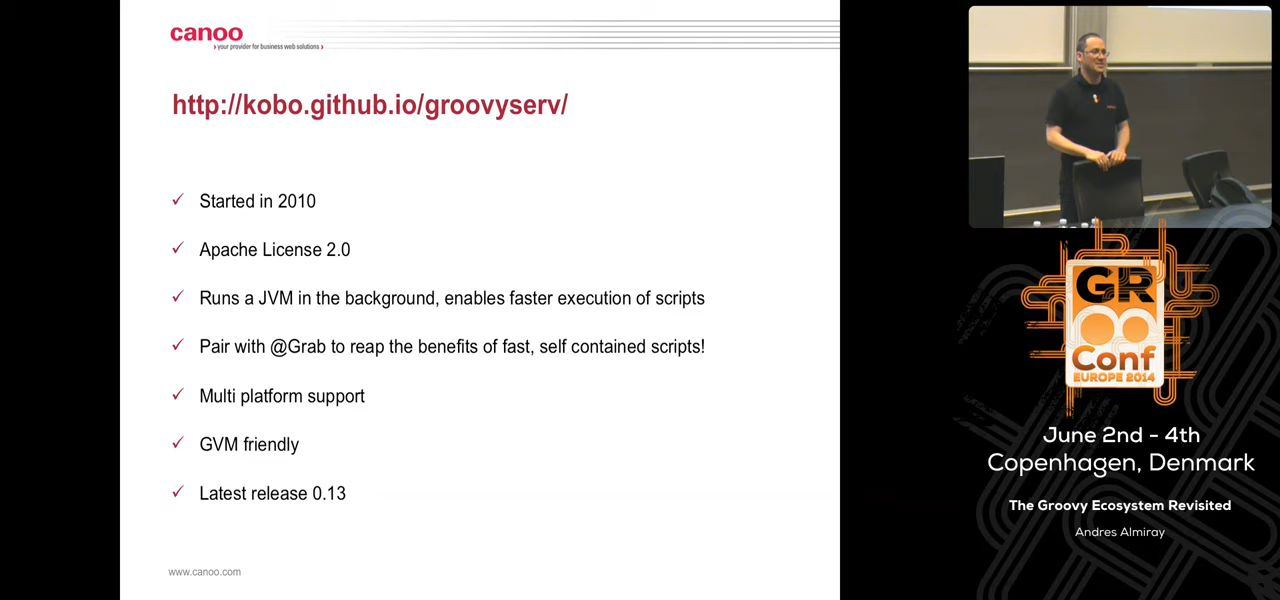 canoo
› your provider for business web solutions ›
http://kobo.github.io/groovyserv/
✓ Started in 2010
✓ Apache License 2.0
✓ Runs a JVM in the background, enables faster execution of scripts
✓ Pair with @Grab to reap the benefits of fast, self contained scripts!
✓ Multi platform support
✓ GVM friendly
✓ Latest release 0.13
www.canoo.com
GR
Conf
EUROPE 2014
June 2nd - 4th
Copenhagen, Denmark
The Groovy Ecosystem Revisited
Andres Almiray